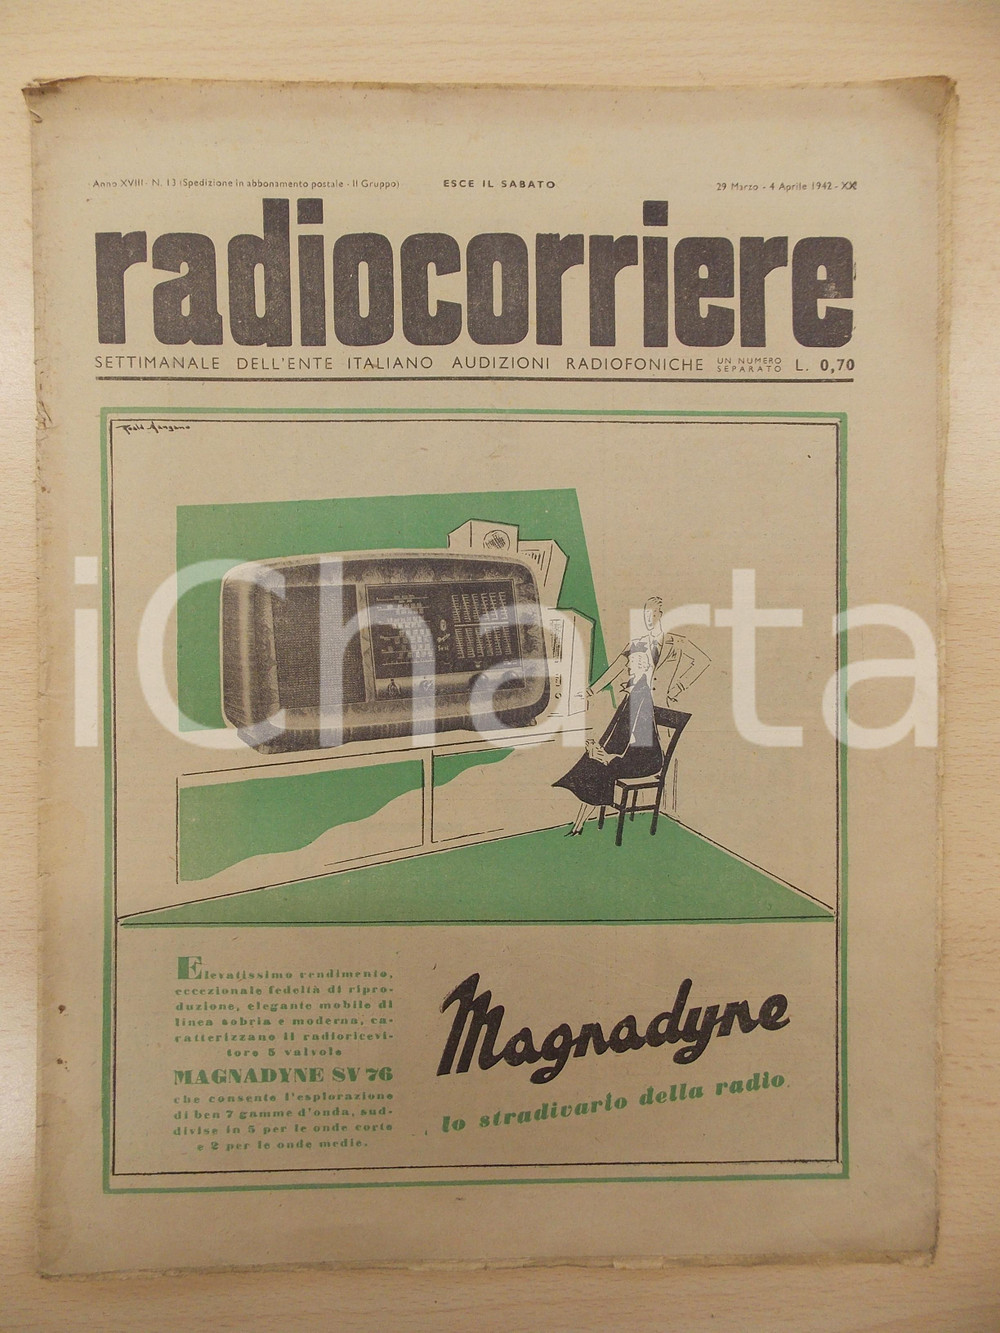 Anno XVIII - N. 13 (Spedizione in abbonamento postale - II Gruppo) ESCE IL SABATO 29 Marzo - 4 Aprile 1942 - XX
radiocorriere
SETTIMANALE DELL'ENTE ITALIANO AUDIZIONI RADIOFONICHE UN NUMERO SEPARATO L. 0,70
iCharta
Elevatissimo rendimento,
eccezionale fedeltà di ripro-
duzione, elegante mobile di
linea sobria e moderna, ca-
ratterizzano il radioricevi-
tore 5 valvole
MAGNADYNE SV 76
che consente l'esplorazione
di ben 7 gamme d'onda, sud-
divise in 5 per le onde corte
e 2 per le onde medie.
Magnadyne
lo stradivario della radio